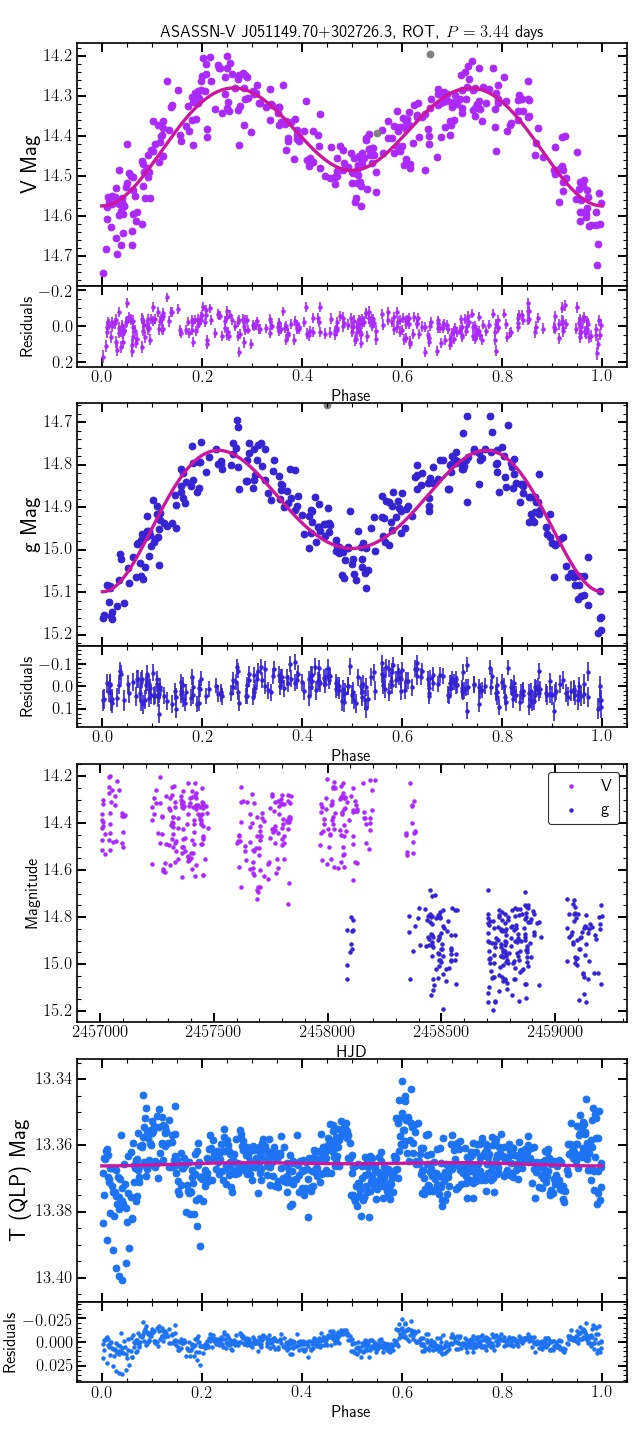 ASASSN-V J051149.70+302726.3, ROT, P = 3.44 days
14.2
14.3
14.4
14.5
14.6
14.7
V Mag
−0.2
0.0
0.2
Residuals
0.0 0.2 0.4 0.6 0.8 1.0
Phase
14.7
14.8
14.9
15.0
15.1
15.2
g Mag
−0.1
0.0
0.1
Residuals
0.0 0.2 0.4 0.6 0.8 1.0
Phase
14.2
14.4
14.6
14.8
15.0
15.2
Magnitude
V
g
2457000 2457500 2458000 2458500 2459000
HJD
13.34
13.36
13.38
13.40
T (QLP) Mag
−0.025
0.000
0.025
Residuals
0.0 0.2 0.4 0.6 0.8 1.0
Phase